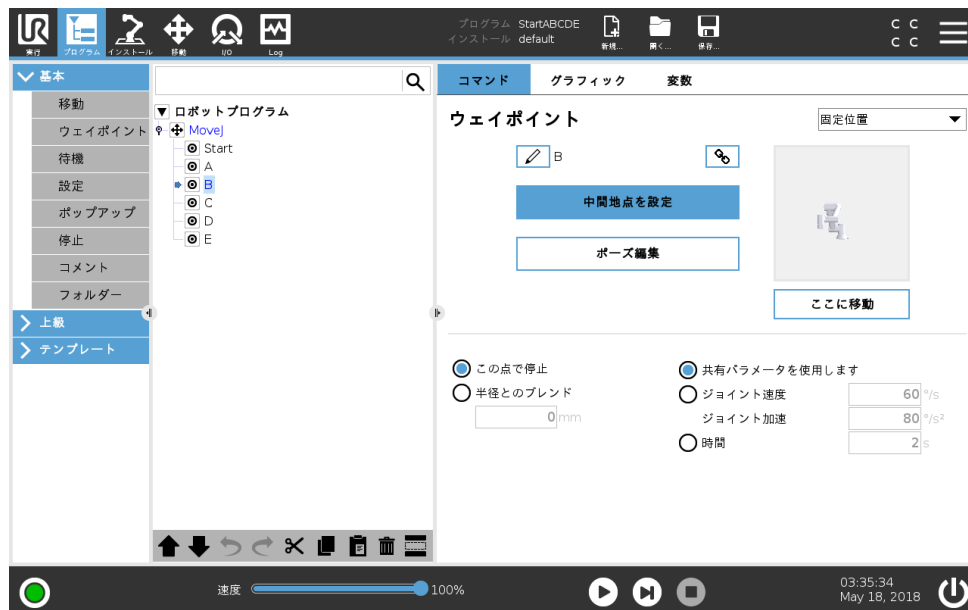 UR
実行
プログラム
インストール
移動
I/O
Log
プログラム StartABCDE
インストール default
新規...
開く...
保存...
C C
C C
基本
移動
ウェイポイント
待機
設定
ポップアップ
停止
コメント
フォルダー
上級
テンプレート
ロボットプログラム
MoveJ
Start
A
B
C
D
E
コマンド グラフィック 変数
ウェイポイント
固定位置
B
中間地点を設定
ポーズ編集
ここに移動
この点で停止
半径とのブレンド
0 mm
共有パラメータを使用します
ジョイント速度 60 °/s
ジョイント加速 80 °/s²
時間 2 s
速度 100%
03:35:34
May 18, 2018